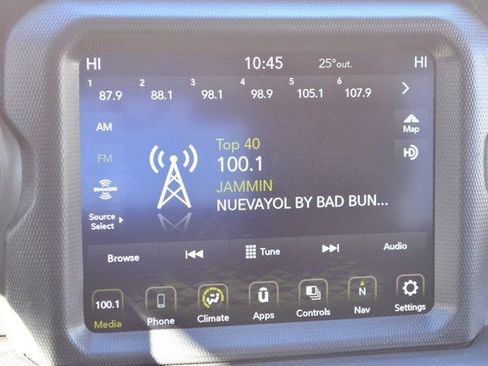 HI 10:45 25°out. HI
1 87.9 2 88.1 3 98.1 4 98.9 5 105.1 6 107.9
AM
Map
FM
HD
SiriusXM
Source Select
Top 40
100.1
JAMMIN
NUEVAYOL BY BAD BUN...
Browse Tune Audio
100.1 N
Media Phone Climate Apps Controls Nav Settings